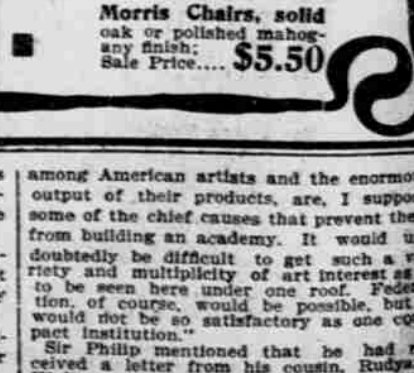 Morris Chairs, solid
oak or polished mahog-
any finish;
Sale Price.... $5.50
among American artists and the enormo
output of their products, are, I suppo
some of the chief causes that prevent the
from building an academy. It would u
doubtedly be difficult to get such a v
riety and multiplicity of art interest as
to be seen here under one roof. Fede
tion, of course, would be possible, but
would not be so satisfactory as one co
pact institution."
Sir Philip mentioned that he had r
ceived a letter from his cousin, Rudya